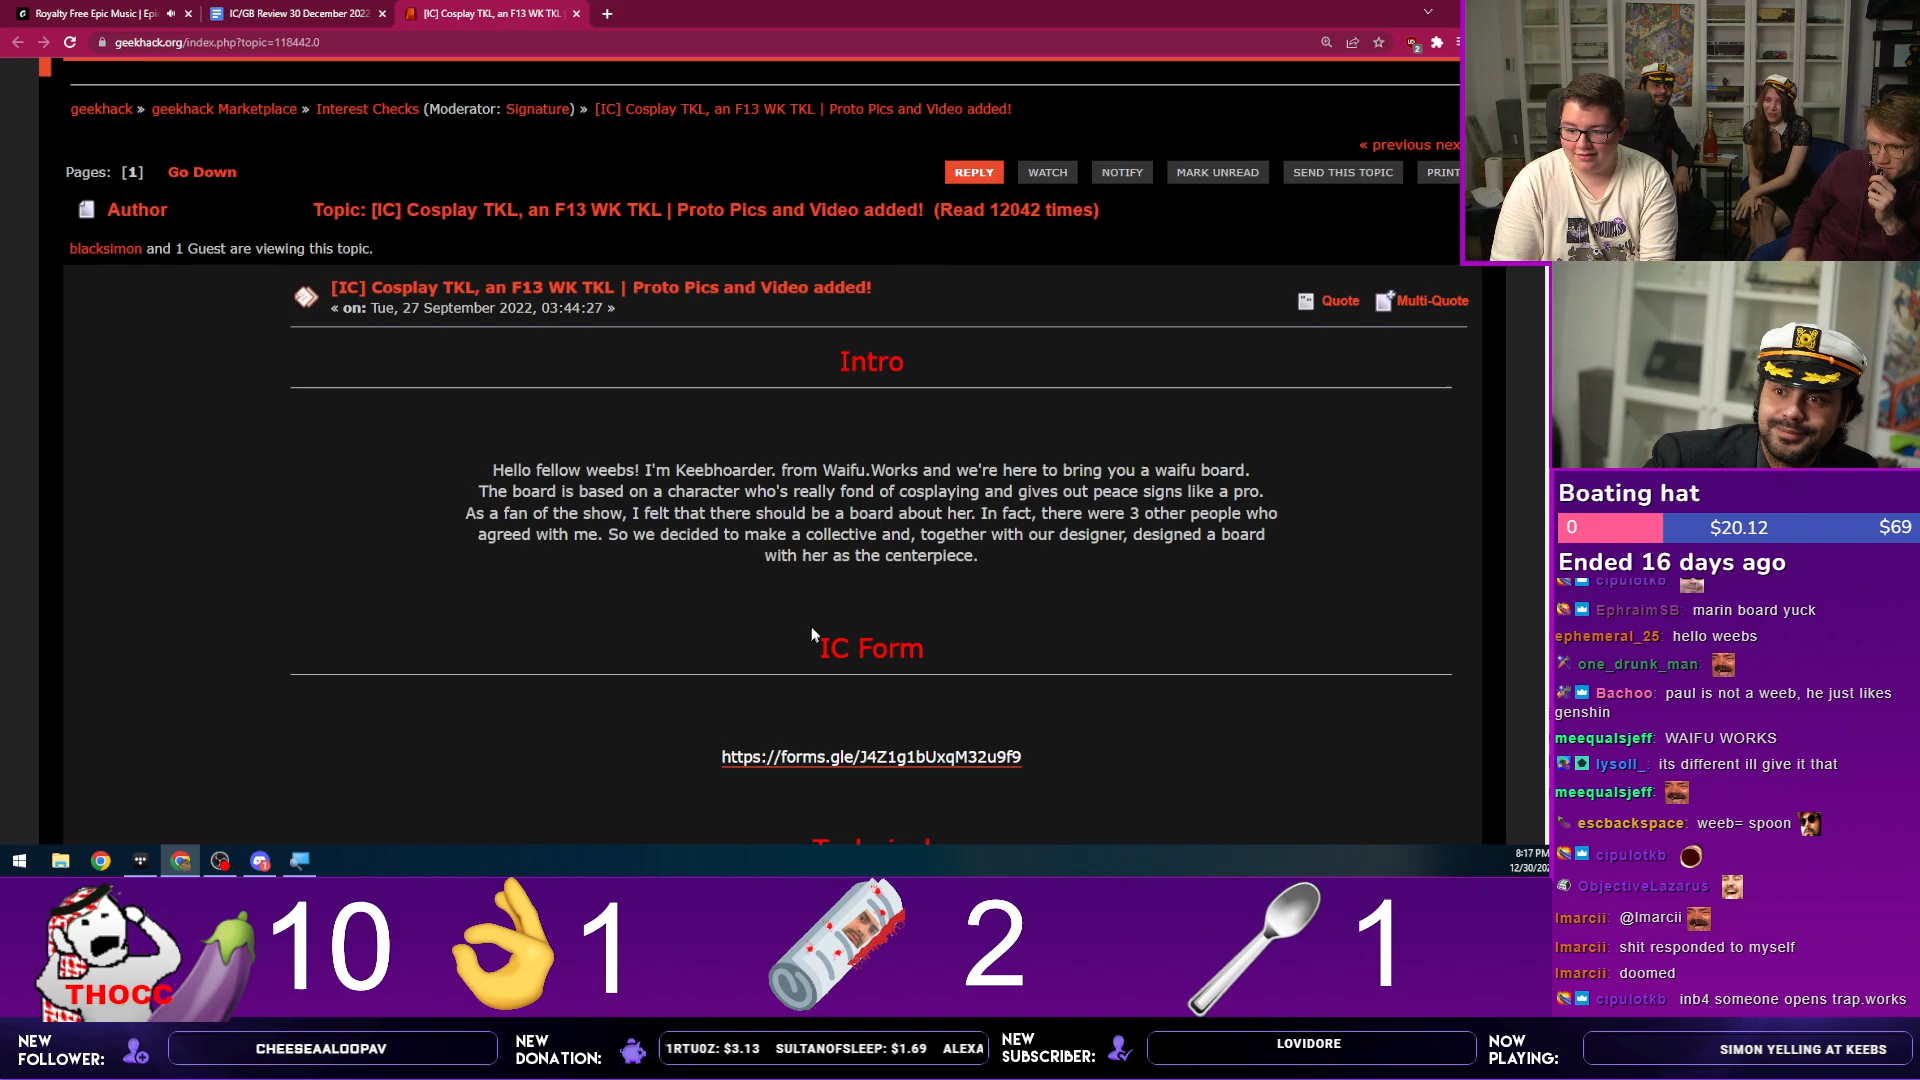 Royalty Free Epic Music | Epi
IC/GB Review 30 December 2022
[IC] Cosplay TKL, an F13 WK TKL
geekhack.org/index.php?topic=118442.0
geekhack » geekhack Marketplace » Interest Checks (Moderator: Signature) » [IC] Cosplay TKL, an F13 WK TKL | Proto Pics and Video added!
« previous nex
Pages: [1] Go Down
REPLY WATCH NOTIFY MARK UNREAD SEND THIS TOPIC PRINT
Author Topic: [IC] Cosplay TKL, an F13 WK TKL | Proto Pics and Video added! (Read 12042 times)
blacksimon and 1 Guest are viewing this topic.
[IC] Cosplay TKL, an F13 WK TKL | Proto Pics and Video added!
« on: Tue, 27 September 2022, 03:44:27 »
Quote Multi-Quote
Intro
Hello fellow weebs! I'm Keebhoarder. from Waifu.Works and we're here to bring you a waifu board.
The board is based on a character who's really fond of cosplaying and gives out peace signs like a pro.
As a fan of the show, I felt that there should be a board about her. In fact, there were 3 other people who
agreed with me. So we decided to make a collective and, together with our designer, designed a board
with her as the centerpiece.
IC Form
https://forms.gle/J4Z1g1bUxqM32u9f9
8:17 PM
12/30/202
Boating hat
0 $20.12 $69
Ended 16 days ago
cipulotkb:
EphraimSB: marin board yuck
ephemeral_25: hello weebs
one_drunk_man:
Bachoo: paul is not a weeb, he just likes
genshin
meequalsjeff: WAIFU WORKS
lysoll_: its different ill give it that
meequalsjeff:
escbackspace: weeb= spoon
cipulotkb:
ObjectiveLazarus:
lmarcii: @lmarcii
lmarcii: shit responded to myself
lmarcii: doomed
cipulotkb: inb4 someone opens trap.works
THOCC
10 1 2 1
NEW
FOLLOWER:
CHEESEAALOOPAV
NEW
DONATION:
1RTU0Z: $3.13 SULTANOFSLEEP: $1.69 ALEXA
NEW
SUBSCRIBER:
LOVIDORE
NOW
PLAYING:
SIMON YELLING AT KEEBS